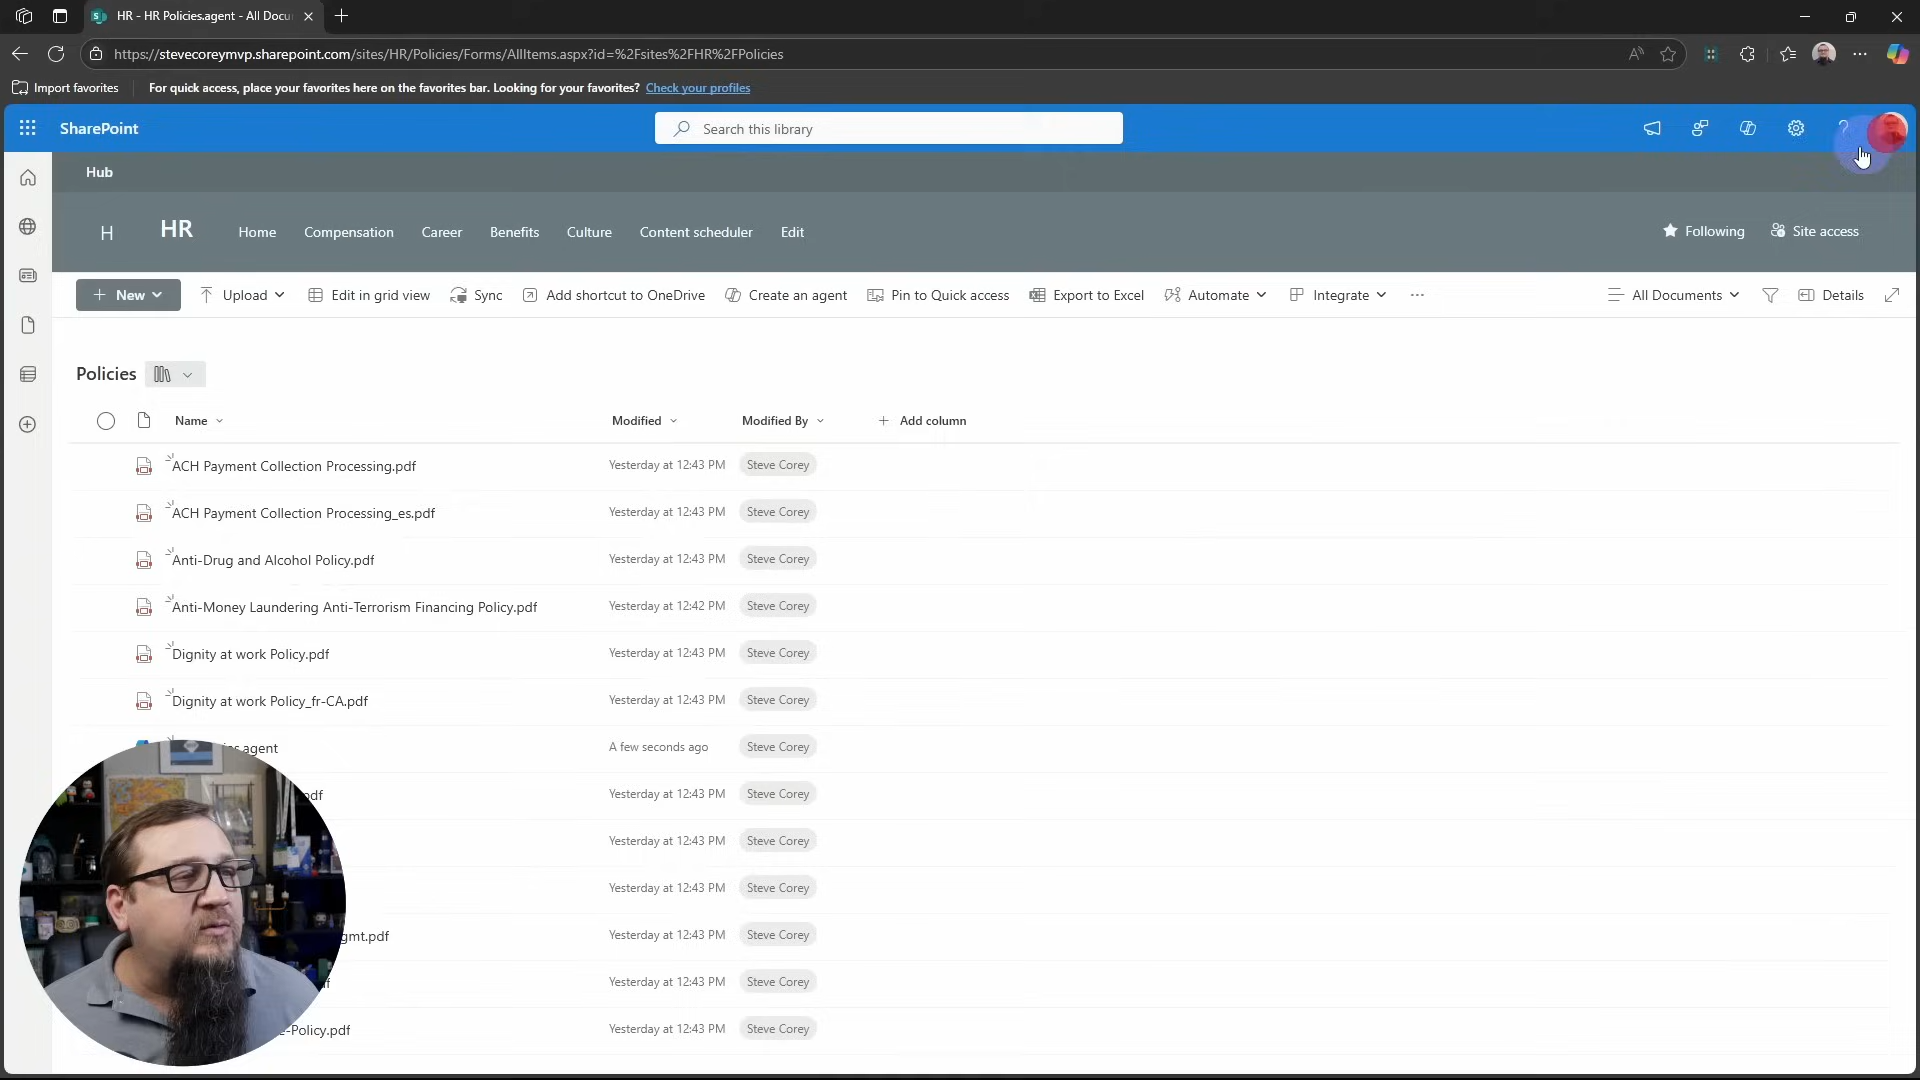 HR - HR Policies.agent - All Docu
https://stevecoreymvp.sharepoint.com/sites/HR/Policies/Forms/AllItems.aspx?id=%2Fsites%2FHR%2FPolicies
Import favorites
For quick access, place your favorites here on the favorites bar. Looking for your favorites? Check your profiles
SharePoint
Search this library
Hub
H HR Home Compensation Career Benefits Culture Content scheduler Edit Following Site access
New Upload Edit in grid view Sync Add shortcut to OneDrive Create an agent Pin to Quick access Export to Excel Automate Integrate ... All Documents Details
Policies
Name Modified Modified By + Add column
ACH Payment Collection Processing.pdf Yesterday at 12:43 PM Steve Corey
ACH Payment Collection Processing_es.pdf Yesterday at 12:43 PM Steve Corey
Anti-Drug and Alcohol Policy.pdf Yesterday at 12:43 PM Steve Corey
Anti-Money Laundering Anti-Terrorism Financing Policy.pdf Yesterday at 12:42 PM Steve Corey
Dignity at work Policy.pdf Yesterday at 12:43 PM Steve Corey
Dignity at work Policy_fr-CA.pdf Yesterday at 12:43 PM Steve Corey
.agent A few seconds ago Steve Corey
Yesterday at 12:43 PM Steve Corey
Yesterday at 12:43 PM Steve Corey
Yesterday at 12:43 PM Steve Corey
gmt.pdf Yesterday at 12:43 PM Steve Corey
Yesterday at 12:43 PM Steve Corey
e-Policy.pdf Yesterday at 12:43 PM Steve Corey